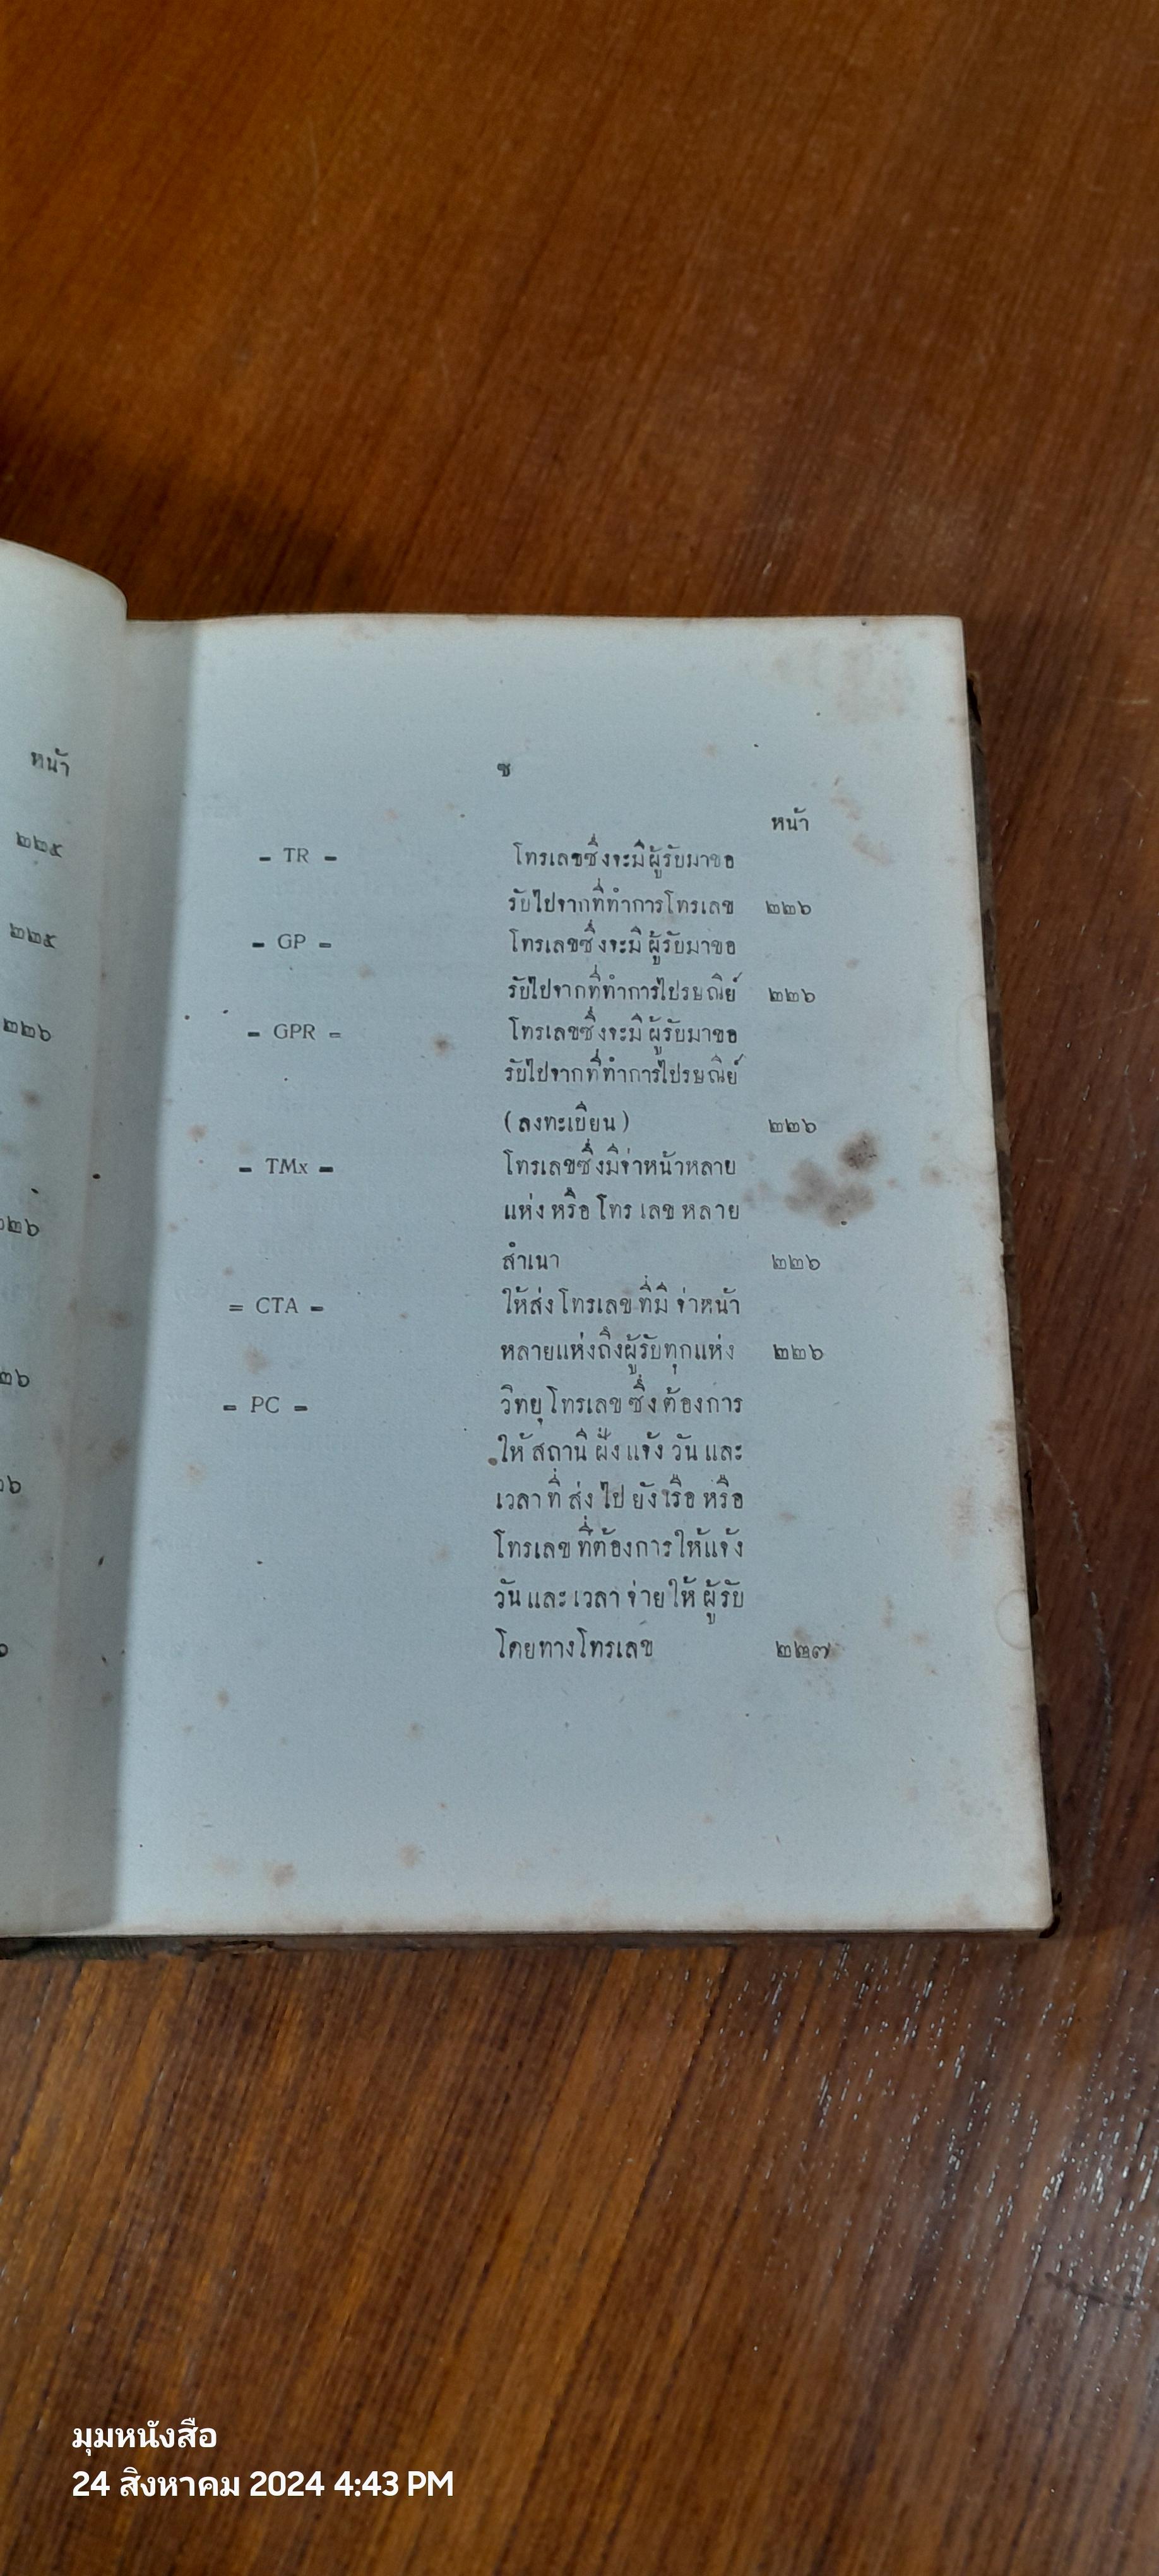 หน้า
๒๒๕
๒๒๕
๒๒๖
ซ
หน้า
= TR = โทรเลขซึ่งจะมีผู้รับมาขอ
รับไปจากที่ทำการโทรเลข ๒๒๖
= GP = โทรเลขซึ่งจะมีผู้รับมาขอ
รับไปจากที่ทำการไปรษณีย์ ๒๒๖
= GPR = โทรเลขซึ่งจะมีผู้รับมาขอ
รับไปจากที่ทำการไปรษณีย์
(ลงทะเบียน) ๒๒๖
= TMx = โทรเลขซึ่งมีจ่าหน้าหลาย
แห่ง หรือ โทร เลข หลาย
สำเนา ๒๒๖
= CTA = ให้ส่งโทรเลข ที่มี จ่าหน้า
หลายแห่งถึงผู้รับทุกแห่ง ๒๒๖
= PC = วิทยุโทรเลข ซึ่ง ต้องการ
ให้ สถานี ฝั่ง แจ้ง วัน และ
เวลา ที่ ส่ง ไป ยัง เรือ หรือ
โทรเลข ที่ต้องการ ให้แจ้ง
วัน และ เวลา จ่าย ให้ ผู้รับ
โดยทางโทรเลข ๒๒๗
มุมหนังสือ
24 สิงหาคม 2024 4:43 PM